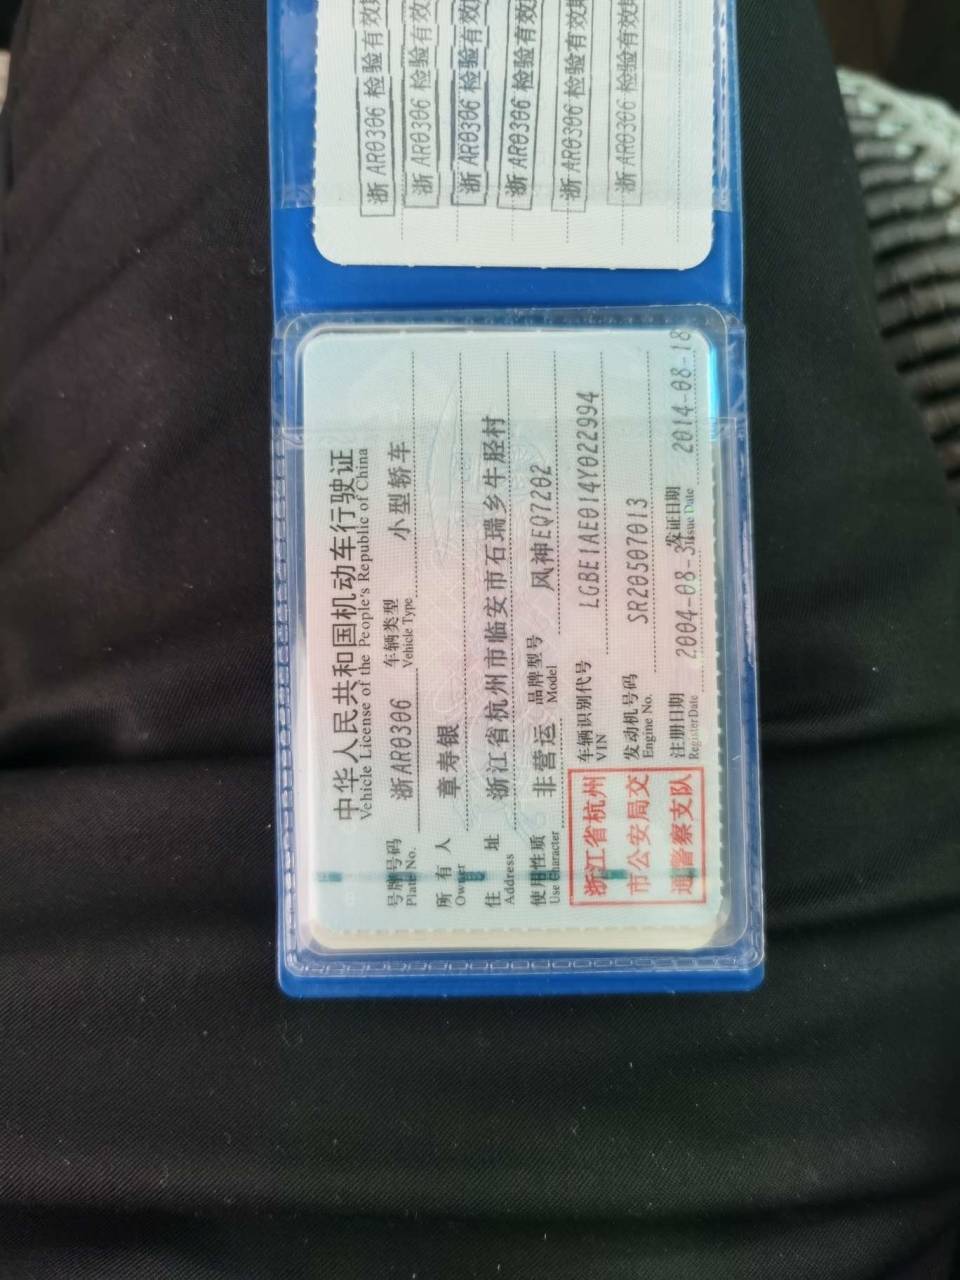 中华人民共和国机动车行驶证
Vehicle License of the People's Republic of China
号牌号码 浙AR0306 车辆类型 小型轿车
Plate No. Vehicle Type
所有人 章寿银
Owner
住址 浙江省杭州市临安市石瑞乡牛胫村
Address
使用性质 非营运 品牌型号 风神EQ7202
Use Character Model
浙江省杭州
市公安局交
通警察支队
车辆识别代号 LGBE1AE014Y022994
VIN
发动机号码 SR20507013
Engine No.
注册日期 2004-08-31 发证日期 2014-08-18
Register Date Issue Date
浙AR0306 检验有效
浙AR0306 检验有效
浙AR0306 检验有效
浙AR0306 检验有效
浙AR0306 检验有效
浙AR0306 检验有效